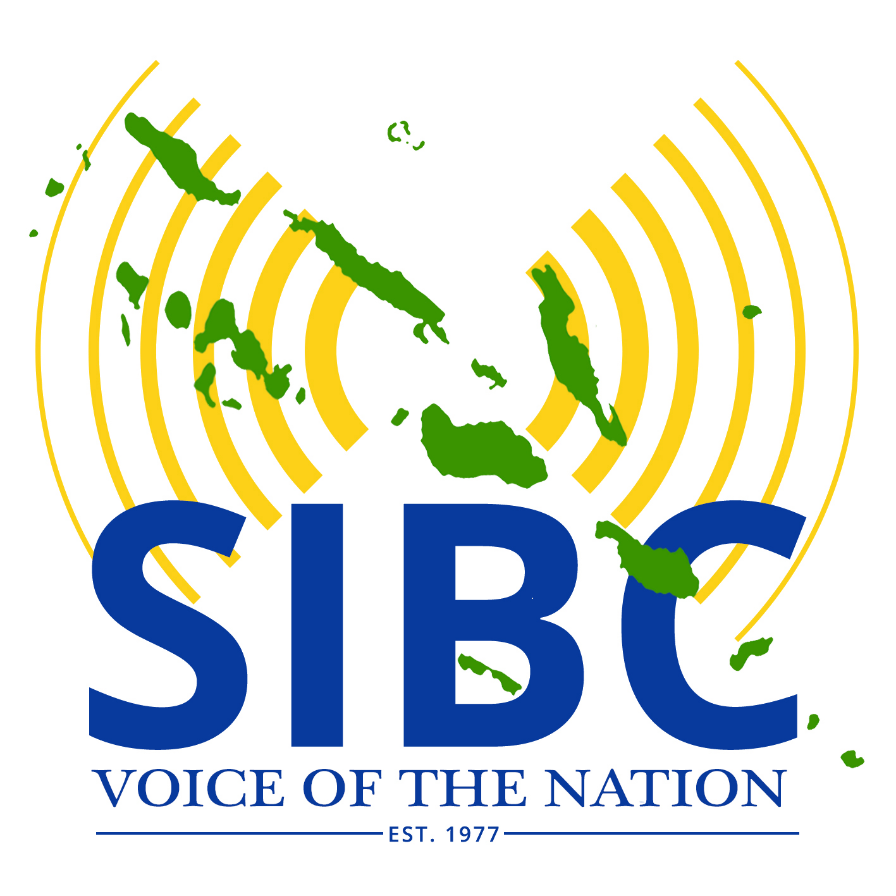 SIBC
VOICE OF THE NATION
EST. 1977